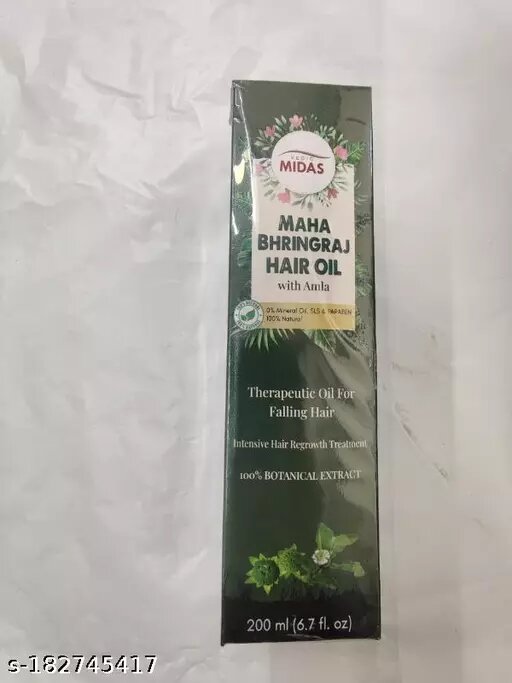 VEDIC
MIDAS
MAHA
BHRINGRAJ
HAIR OIL
with Amla
0% Mineral Oil, SLS & PARABEN
100% Natural
Therapeutic Oil For
Falling Hair
Intensive Hair Regrowth Treatment
100% BOTANICAL EXTRACT
200 ml (6.7 fl. oz)
s-182745417